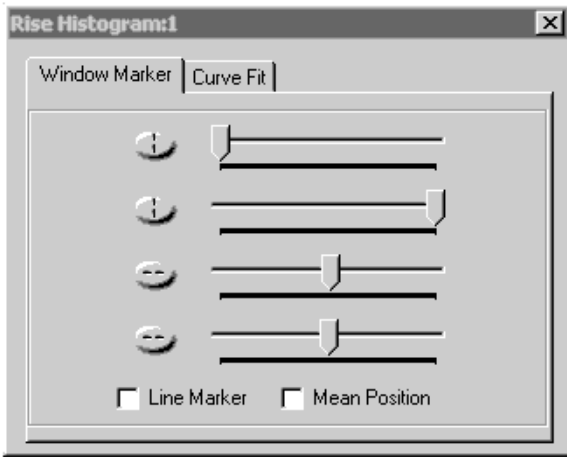 Rise Histogram:1
Window Marker Curve Fit
Line Marker Mean Position